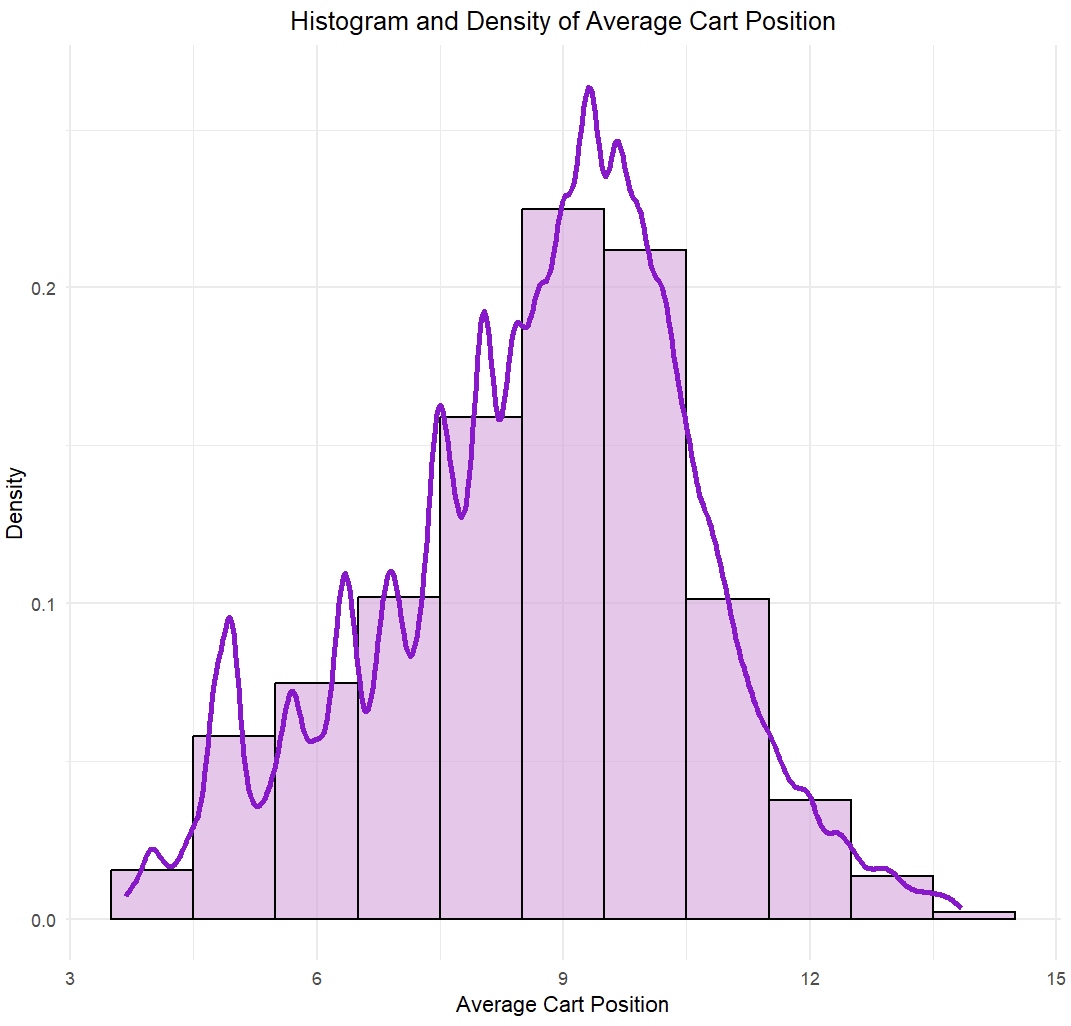 Histogram and Density of Average Cart Position
Density
0.2
0.1
0.0
3 6 9 12 15
Average Cart Position